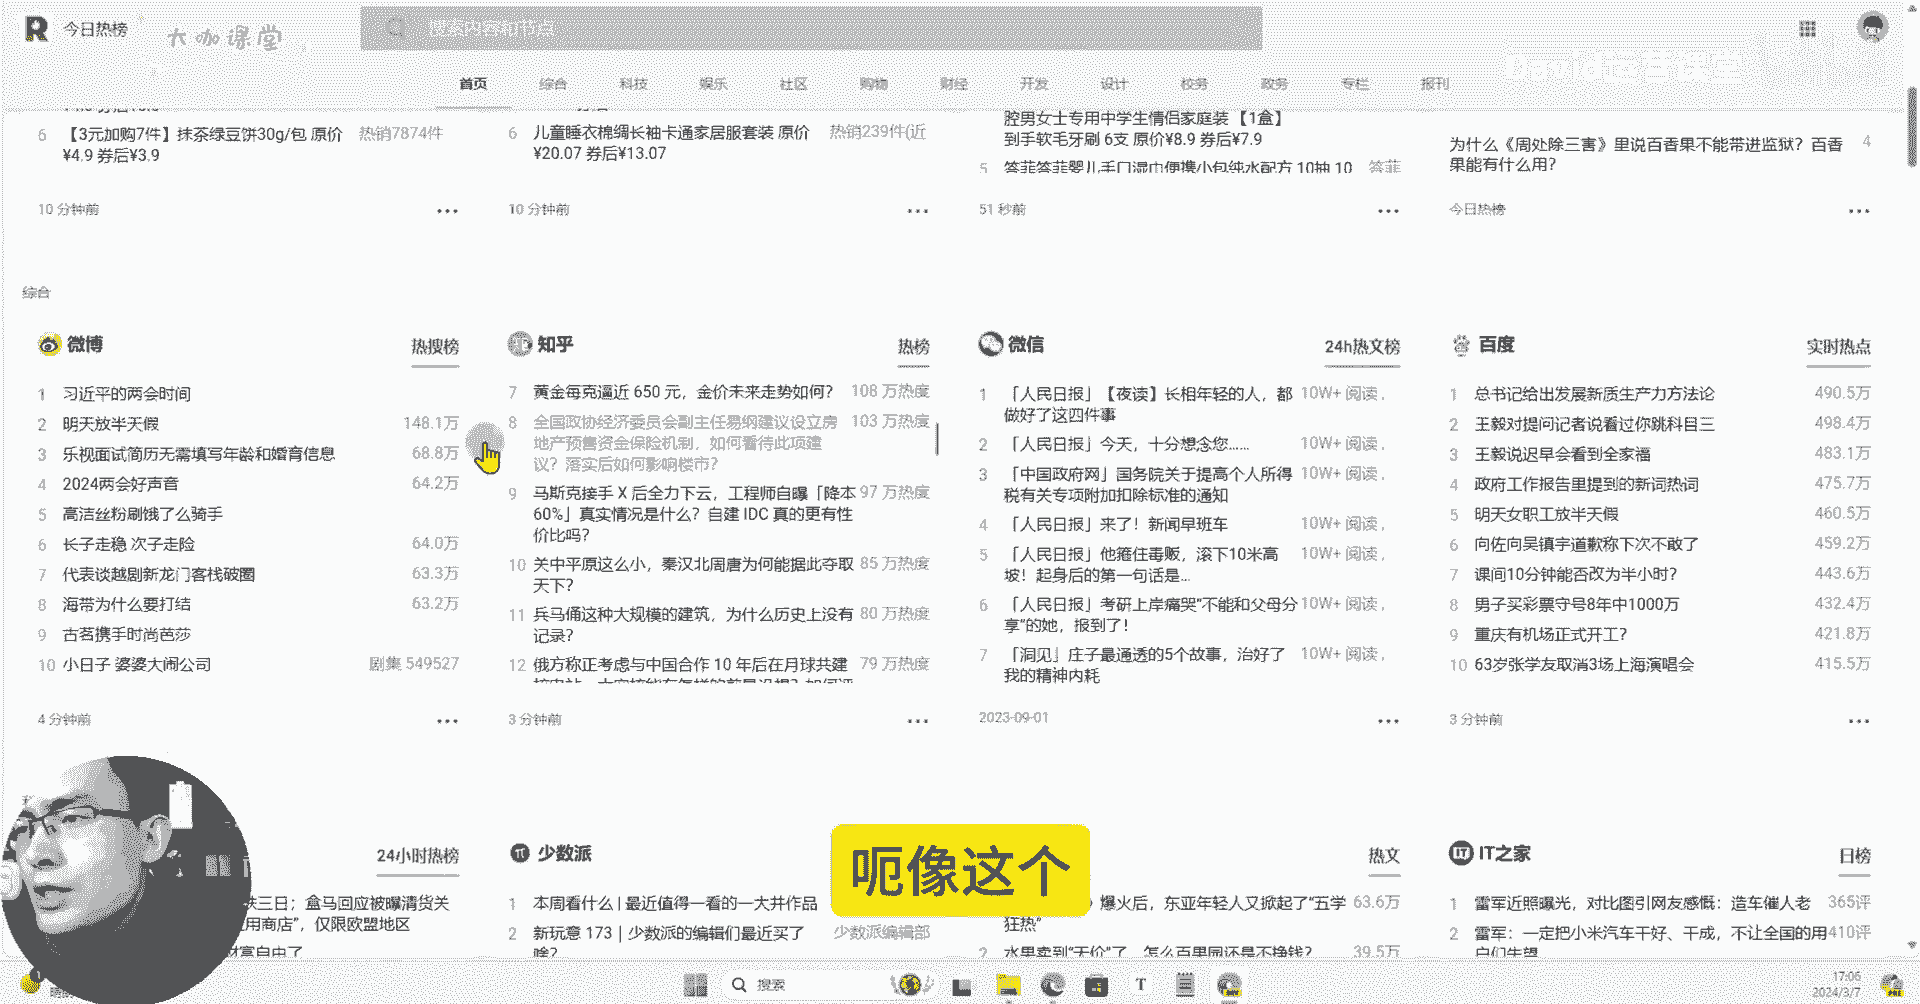 今日热榜
大咖课堂
搜索内容和节点
David运营课堂
首页 综合 科技 娱乐 社区 购物 财经 开发 设计 校务 政务 专栏 报刊
6 【3元加购7件】抹茶绿豆饼30g/包 原价 热销7874件
¥4.9 券后¥3.9
10 分钟前
6 儿童睡衣棉绸长袖卡通家居服套装 原价 热销239件(近
¥20.07 券后¥13.07
10 分钟前
腔男女士专用中学生情侣家庭装 【1盒】
到手软毛牙刷 6支 原价¥8.9 券后¥7.9
5 答菲答菲婴儿手口湿巾便携小包纯水配方 10抽 10 答菲
51 秒前
为什么《周处除三害》里说百香果不能带进监狱？百香 4
果能有什么用？
今日热榜
综合
微博 热搜榜
1 习近平的两会时间
2 明天放半天假 148.1万
3 乐视面试简历无需填写年龄和婚育信息 68.8万
4 2024两会好声音 64.2万
5 高洁丝粉刷饿了么骑手
6 长子走稳 次子走险 64.0万
7 代表谈越剧新龙门客栈破圈 63.3万
8 海带为什么要打结 63.2万
9 古茗携手时尚芭莎
10 小日子 婆婆大闹公司 剧集 549527
4 分钟前
知乎 热榜
7 黄金每克逼近 650 元，金价未来走势如何？ 108 万热度
8 全国政协经济委员会副主任易纲建议设立房 103 万热度
地产预售资金保险机制，如何看待此项建
议？落实后如何影响楼市？
9 马斯克接手 X 后全力下云，工程师自曝「降本 97 万热度
60%」真实情况是什么？自建 IDC 真的更有性
价比吗？
10 关中平原这么小，秦汉北周唐为何能据此夺取 85 万热度
天下？
11 兵马俑这种大规模的建筑，为什么历史上没有 80 万热度
记录？
12 俄方称正考虑与中国合作 10 年后在月球共建 79 万热度
3 分钟前
微信 24h热文榜
1 「人民日报」【夜读】长相年轻的人，都 10W+ 阅读，
做好了这四件事
2 「人民日报」今天，十分想念您…… 10W+ 阅读，
3 「中国政府网」国务院关于提高个人所得 10W+ 阅读，
税有关专项附加扣除标准的通知
4 「人民日报」来了！新闻早班车 10W+ 阅读，
5 「人民日报」他箍住毒贩，滚下10米高 10W+ 阅读，
坡！起身后的第一句话是...
6 「人民日报」考研上岸痛哭“不能和父母分 10W+ 阅读，
享”的她，报到了！
7 「洞见」庄子最通透的5个故事，治好了 10W+ 阅读，
我的精神内耗
2023-09-01
百度 实时热点
1 总书记给出发展新质生产力方法论 490.5万
2 王毅对提问记者说看过你跳科目三 498.4万
3 王毅说迟早会看到全家福 483.1万
4 政府工作报告里提到的新词热词 475.7万
5 明天女职工放半天假 460.5万
6 向佐向吴镇宇道歉称下次不敢了 459.2万
7 课间10分钟能否改为半小时？ 443.6万
8 男子买彩票守号8年中1000万 432.4万
9 重庆有机场正式开工？ 421.8万
10 63岁张学友取消3场上海演唱会 415.5万
3 分钟前
24小时热榜
三日；盒马回应被曝清货关
用商店”，仅限欧盟地区
财富自由了
少数派
1 本周看什么 | 最近值得一看的一大井作品
2 新玩意 173｜少数派的编辑们最近买了 少数派编辑部
啥？
热文
爆火后，东亚年轻人又掀起了“五学 63.6万
狂热”
2 水果卖到“天价”了，怎么百果园还是不挣钱？ 39.5万
IT之家 日榜
1 雷军近照曝光，对比图引网友感慨：造车催人老 365评
2 雷军：一定把小米汽车干好、干成，不让全国的用 410评
户们失望
呃像这个
搜索
17:06
2024/3/7